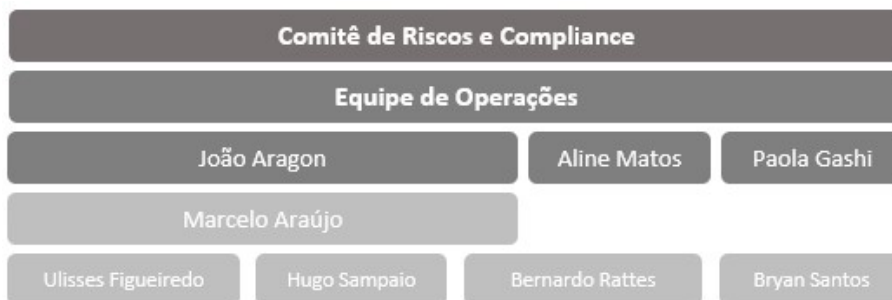 Comitê de Riscos e Compliance
Equipe de Operações
João Aragon Aline Matos Paola Gashi
Marcelo Araújo
Ulisses Figueiredo Hugo Sampaio Bernardo Rattes Bryan Santos